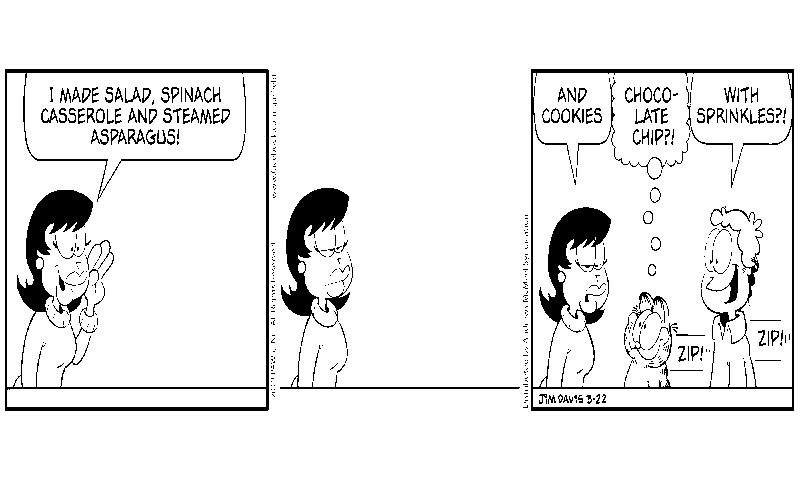 I MADE SALAD, SPINACH
CASSEROLE AND STEAMED
ASPARAGUS!
AND
COOKIES
CHOCO-
LATE
CHIP?!
WITH
SPRINKLES?!
ZIP!
ZIP!
JIM DAVIS 3-22